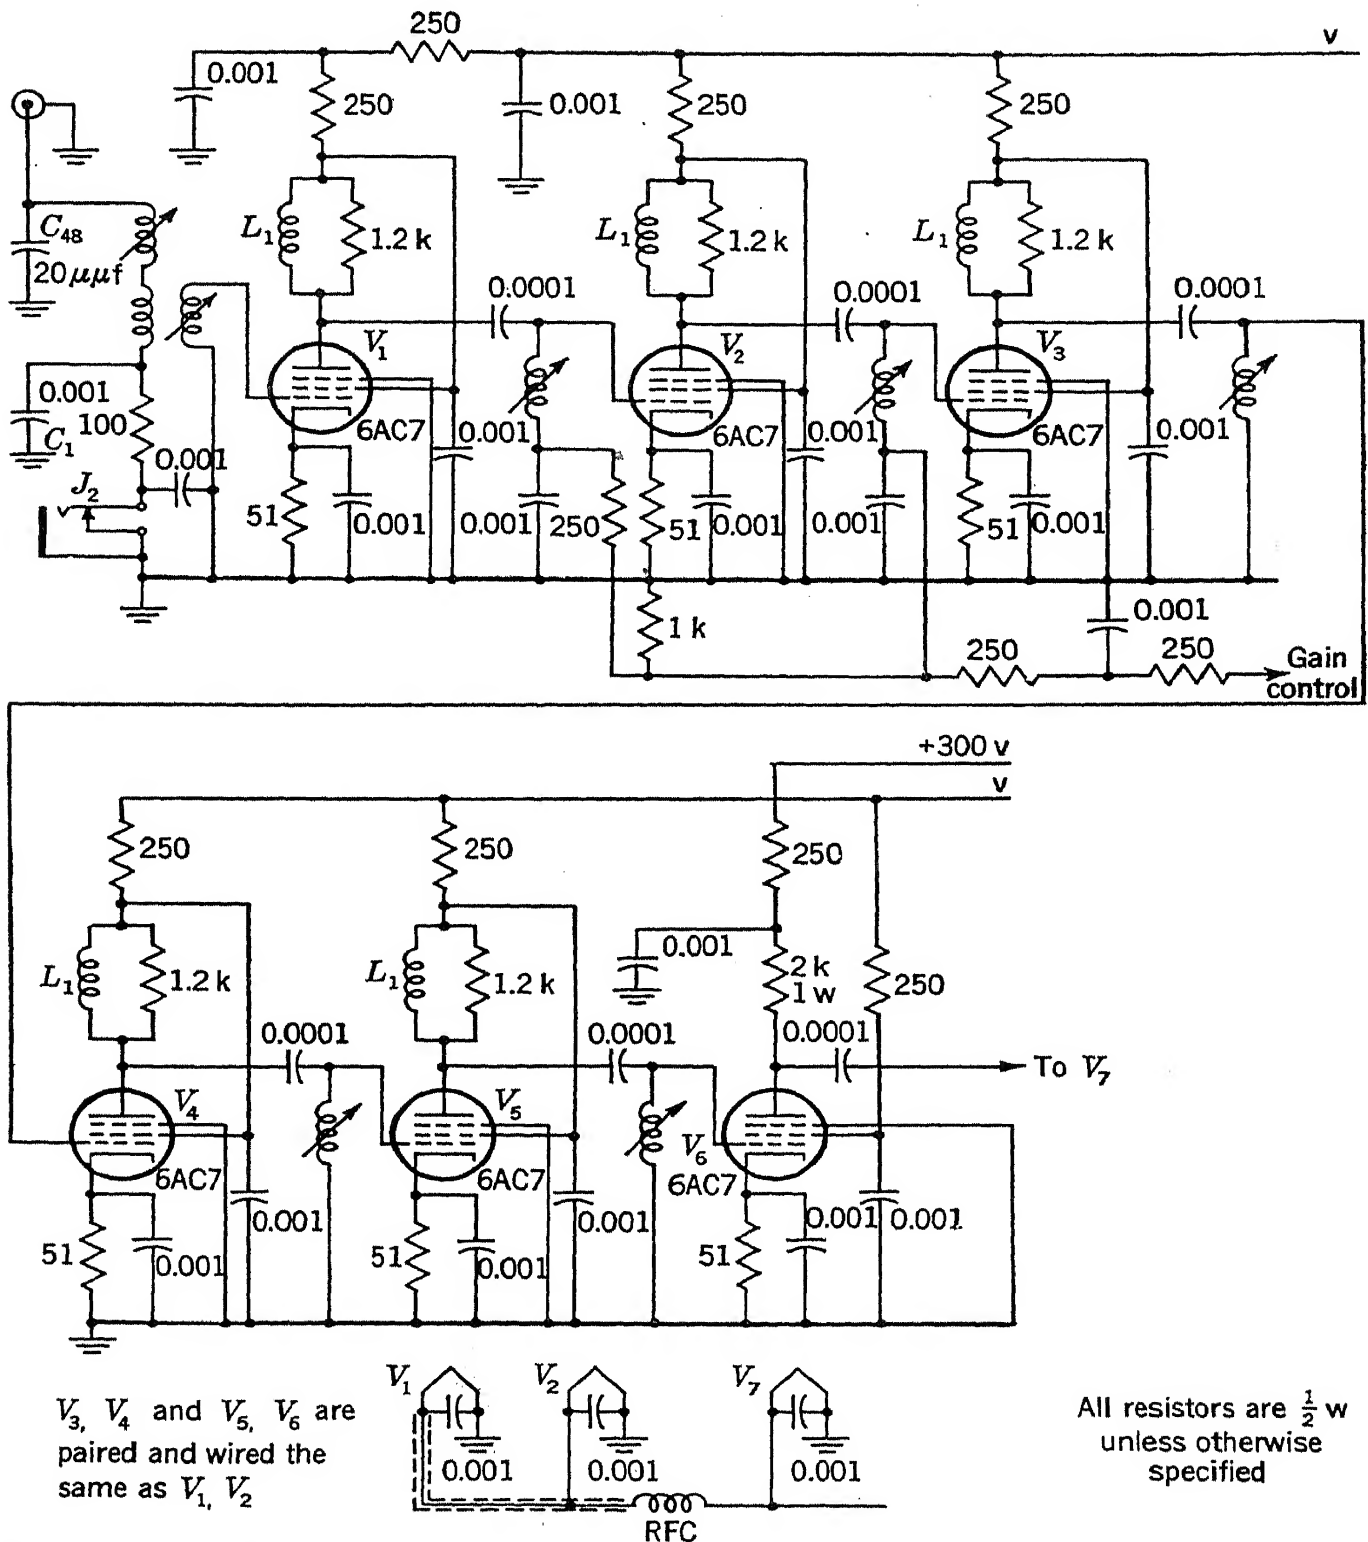 250
v
0.001
250
0.001
250
250
C₄₈
20μμf
L₁
1.2 k
L₁
1.2 k
L₁
1.2 k
0.0001
0.0001
0.0001
V₁
V₂
V₃
0.001
C₁
100
0.001
6AC7
0.001
6AC7
0.001
6AC7
0.001
J₂
51
0.001
0.001
250
51
0.001
0.001
51
0.001
1 k
0.001
250
250
Gain
control
+300 v
v
250
250
250
0.001
L₁
1.2 k
L₁
1.2 k
2 k
1 w
250
0.0001
0.0001
0.0001
To V₇
V₄
V₅
V₆
6AC7
6AC7
6AC7
0.001
0.001
0.001
0.001
51
0.001
51
0.001
51
V₁
V₂
V₇
V₃, V₄ and V₅, V₆ are
paired and wired the
same as V₁, V₂
0.001
0.001
0.001
RFC
All resistors are ½ w
unless otherwise
specified